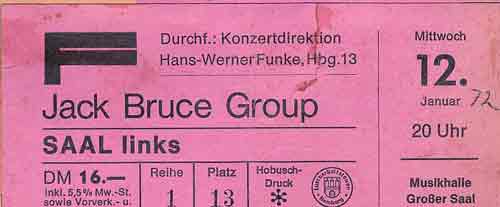 Durchf.: Konzertdirektion
Hans-Werner Funke, Hbg. 13
Jack Bruce Group
SAAL links
DM 16.—
inkl. 5,5% Mw.-St.
sowie Vorverk.- u.
Reihe
1
Platz
13
Hobusch-
Druck
*
Mittwoch
12.
Januar 72
20 Uhr
Musikhalle
Großer Saal